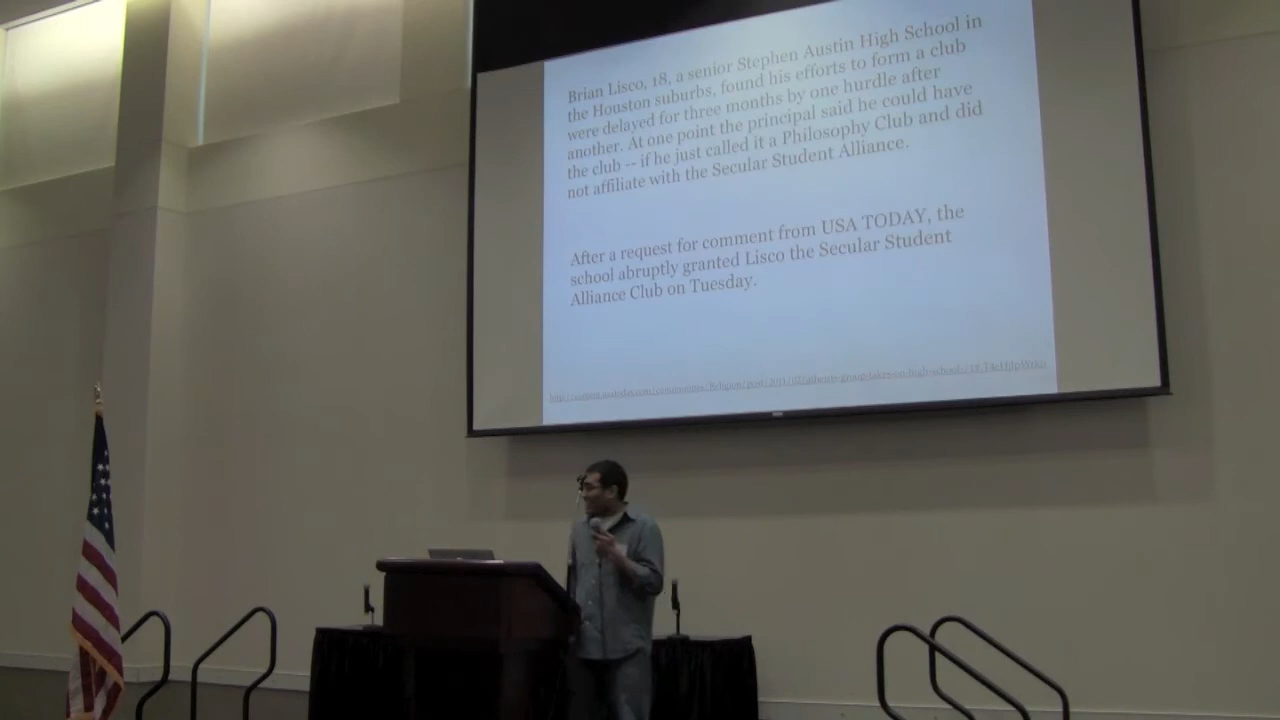 Brian Lisco, 18, a senior Stephen Austin High School in
the Houston suburbs, found his efforts to form a club
were delayed for three months by one hurdle after
another. At one point the principal said he could have
the club -- if he just called it a Philosophy Club and did
not affiliate with the Secular Student Alliance.
After a request for comment from USA TODAY, the
school abruptly granted Lisco the Secular Student
Alliance Club on Tuesday.